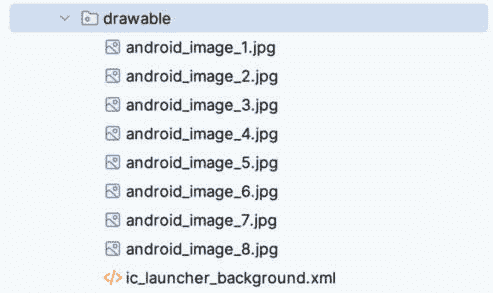 drawable
android_image_1.jpg
android_image_2.jpg
android_image_3.jpg
android_image_4.jpg
android_image_5.jpg
android_image_6.jpg
android_image_7.jpg
android_image_8.jpg
ic_launcher_background.xml